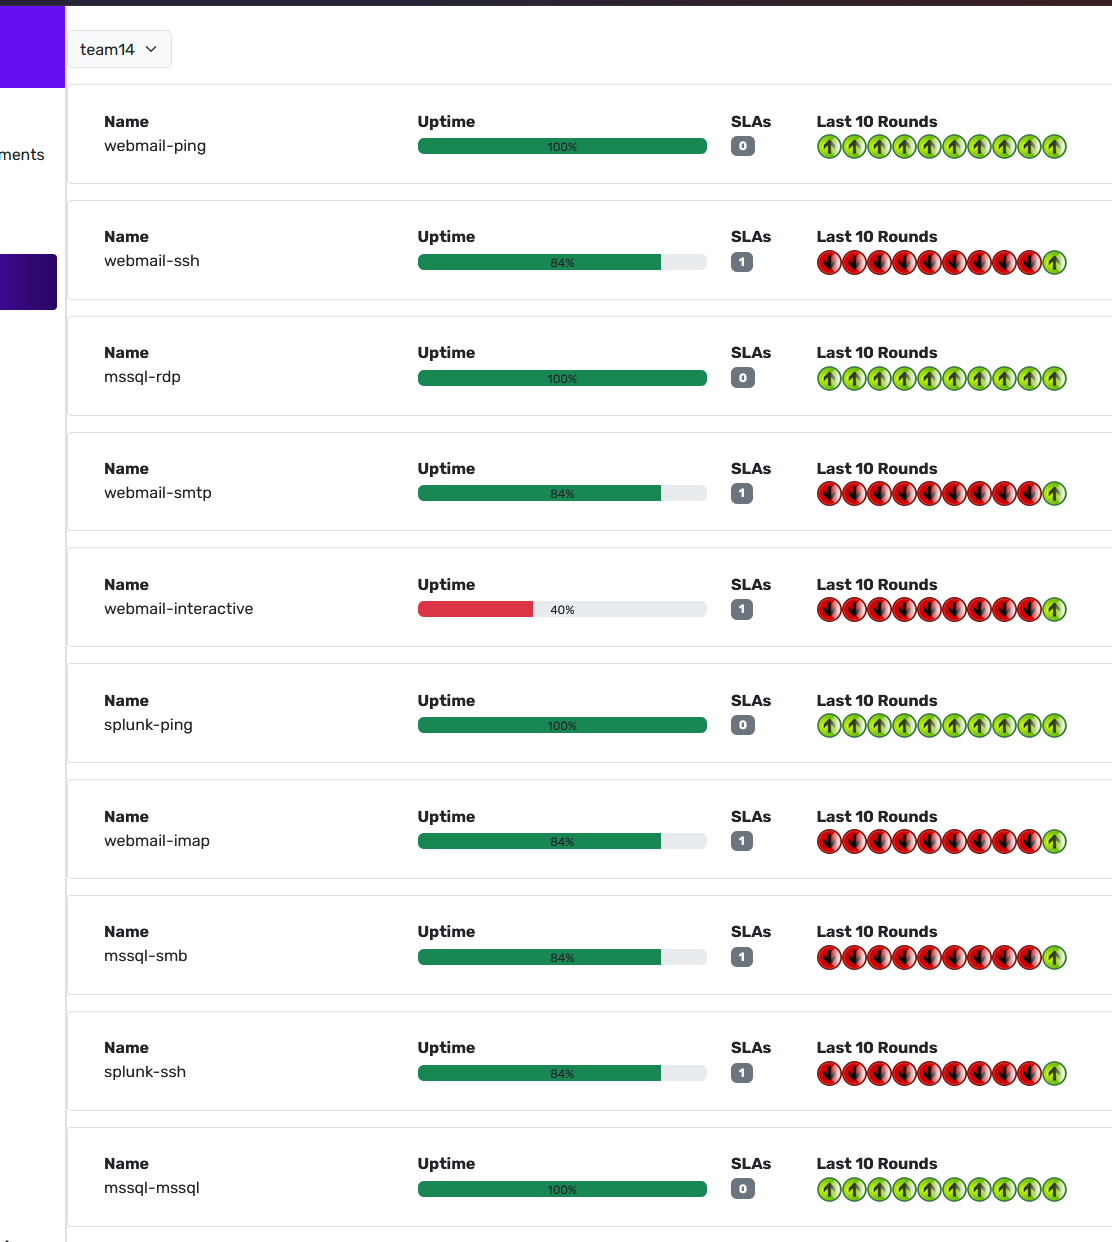 team14
ments
Name Uptime SLAs Last 10 Rounds
webmail-ping 100% 0
Name Uptime SLAs Last 10 Rounds
webmail-ssh 84% 1
Name Uptime SLAs Last 10 Rounds
mssql-rdp 100% 0
Name Uptime SLAs Last 10 Rounds
webmail-smtp 84% 1
Name Uptime SLAs Last 10 Rounds
webmail-interactive 40% 1
Name Uptime SLAs Last 10 Rounds
splunk-ping 100% 0
Name Uptime SLAs Last 10 Rounds
webmail-imap 84% 1
Name Uptime SLAs Last 10 Rounds
mssql-smb 84% 1
Name Uptime SLAs Last 10 Rounds
splunk-ssh 84% 1
Name Uptime SLAs Last 10 Rounds
mssql-mssql 100% 0